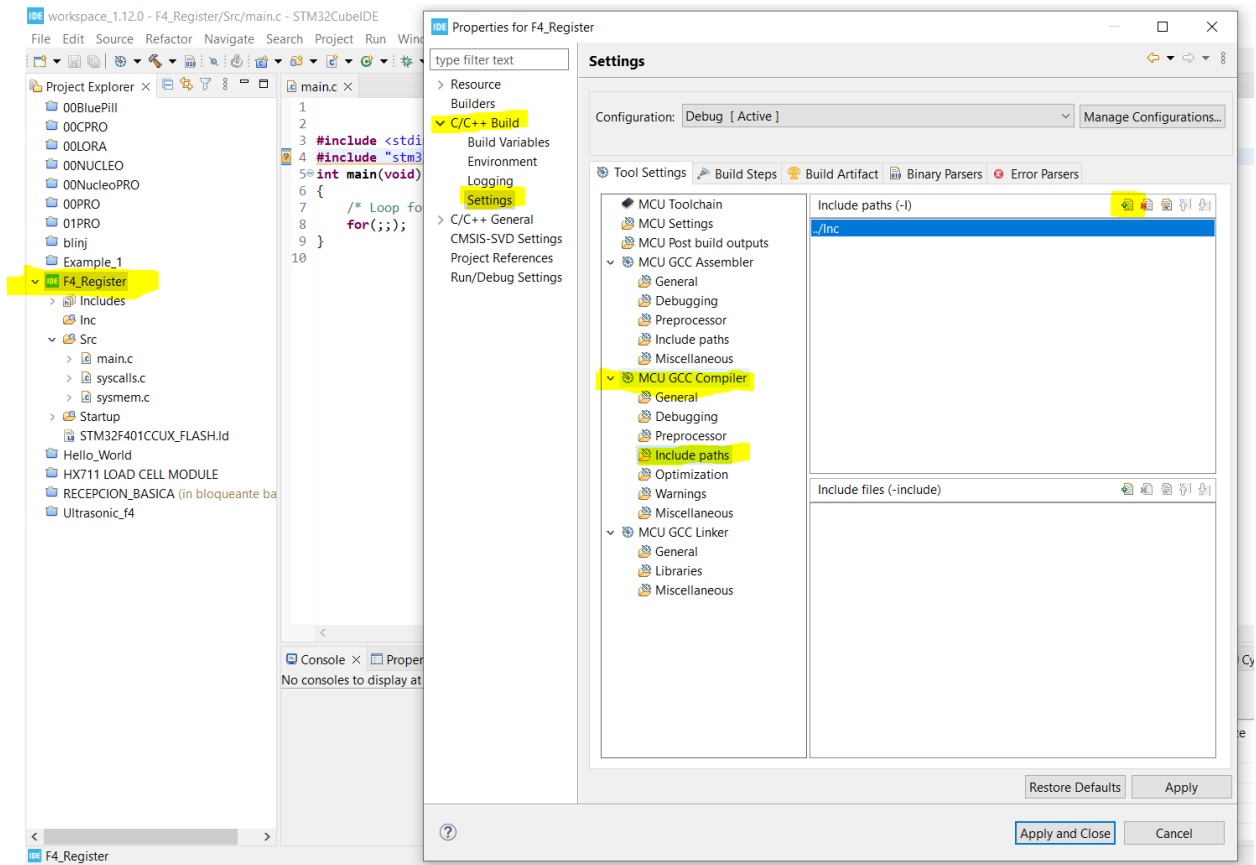 IDE workspace_1.12.0 - F4_Register/Src/main.c - STM32CubeIDE
File Edit Source Refactor Navigate Search Project Run Wind
Project Explorer
00BluePill
00CPRO
00LORA
00NUCLEO
00NucleoPRO
00PRO
01PRO
blinj
Example_1
IDE F4_Register
Includes
Inc
Src
main.c
syscalls.c
sysmem.c
Startup
STM32F401CCUX_FLASH.ld
Hello_World
HX711 LOAD CELL MODULE
RECEPCION_BASICA (in bloqueante ba
Ultrasonic_f4
IDE F4_Register
main.c
1
2
3 #include <stdi
4 #include "stm3
5 int main(void)
6 {
7 /* Loop fo
8 for(;;);
9 }
10
Console Proper
No consoles to display at
IDE Properties for F4_Register
type filter text
Resource
Builders
C/C++ Build
Build Variables
Environment
Logging
Settings
C/C++ General
CMSIS-SVD Settings
Project References
Run/Debug Settings
Settings
Configuration: Debug [ Active ] Manage Configurations...
Tool Settings Build Steps Build Artifact Binary Parsers Error Parsers
MCU Toolchain
MCU Settings
MCU Post build outputs
MCU GCC Assembler
General
Debugging
Preprocessor
Include paths
Miscellaneous
MCU GCC Compiler
General
Debugging
Preprocessor
Include paths
Optimization
Warnings
Miscellaneous
MCU GCC Linker
General
Libraries
Miscellaneous
Include paths (-I)
../Inc
Include files (-include)
Restore Defaults Apply
Apply and Close Cancel
Cy